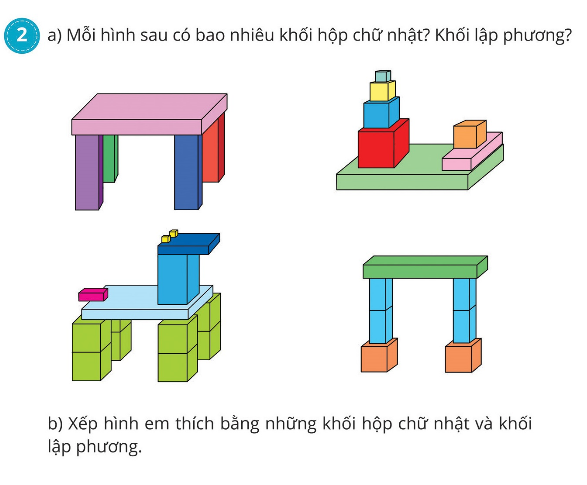 2 a) Mỗi hình sau có bao nhiêu khối hộp chữ nhật? Khối lập phương?
b) Xếp hình em thích bằng những khối hộp chữ nhật và khối
lập phương.